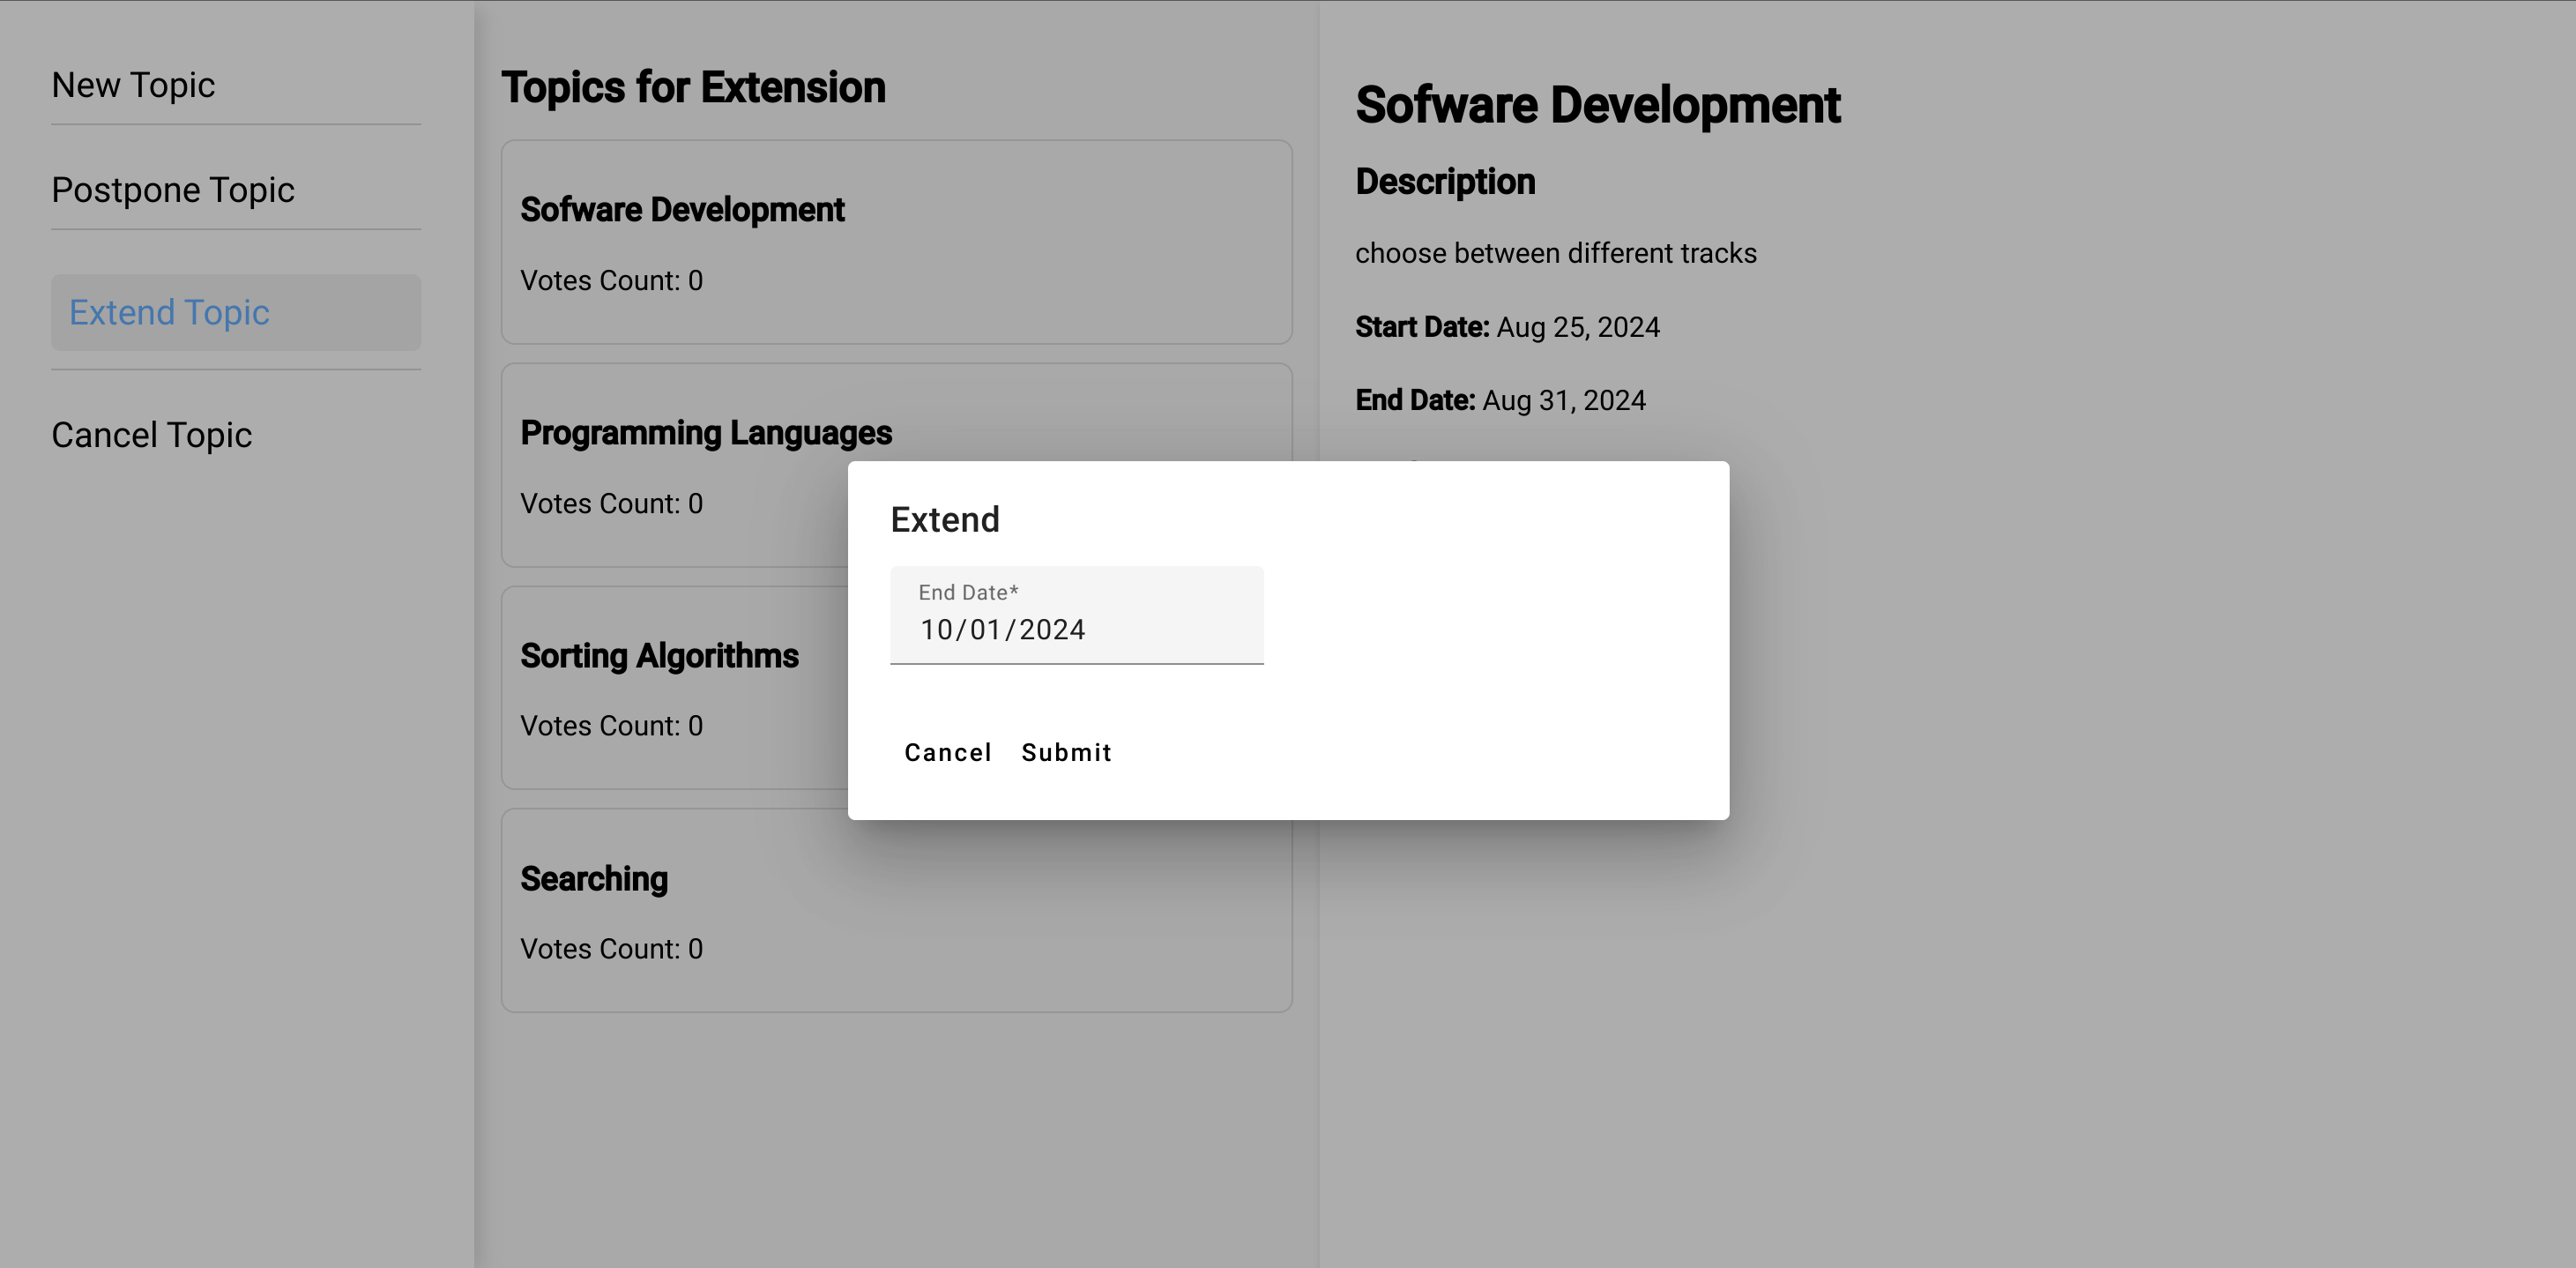 New Topic
Postpone Topic
Extend Topic
Cancel Topic
Topics for Extension
Sofware Development
Votes Count: 0
Programming Languages
Votes Count: 0
Sorting Algorithms
Votes Count: 0
Searching
Votes Count: 0
Sofware Development
Description
choose between different tracks
Start Date: Aug 25, 2024
End Date: Aug 31, 2024
Extend
End Date*
10/01/2024
Cancel Submit